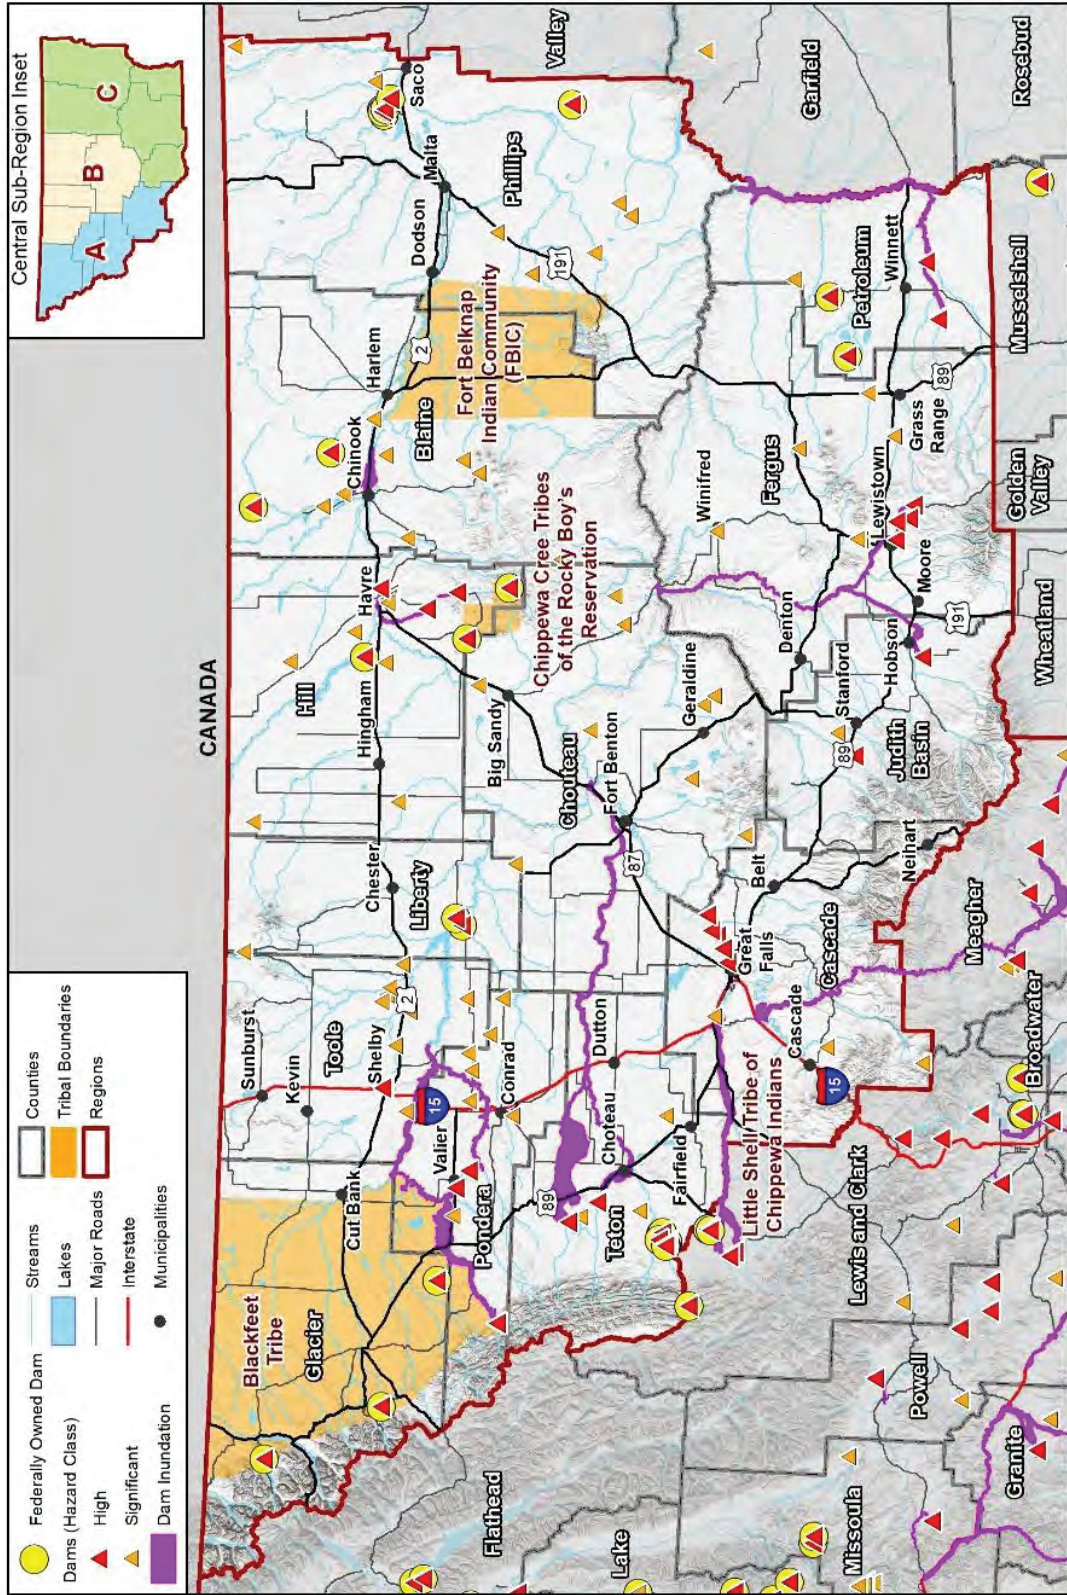 Federally Owned Dam
Dams (Hazard Class)
High
Significant
Dam Inundation
Streams
Lakes
Major Roads
Interstate
Municipalities
Counties
Tribal Boundaries
Regions
Central Sub-Region Inset
A
B
C
CANADA
Blackfeet
Tribe
Glacier
Cut Bank
Sunburst
Kevin
Toole
Shelby
2
15
Valier
Conrad
Pondera
Chester
Liberty
Hingham
Hill
Havre
Chinook
Harlem
Blaine
2
Dodson
Malta
Saco
Phillips
Valley
191
Fort Belknap
Indian Community
(FBIC)
Chippewa Cree Tribes
of the Rocky Boy's
Reservation
Big Sandy
Chouteau
Fort Benton
87
Geraldine
89
Choteau
Teton
Dutton
Fairfield
Little Shell Tribe of
Chippewa Indians
Great
Falls
Belt
Cascade
Cascade
15
Neihart
Judith
Basin
Stanford
89
Denton
Hobson
Moore
191
Lewistown
Winifred
Fergus
Grass
Range
89
Winnett
Petroleum
Garfield
Rosebud
Musselshell
Golden
Valley
Wheatland
Meagher
Broadwater
Lewis and Clark
Powell
Granite
Missoula
Lake
Flathead